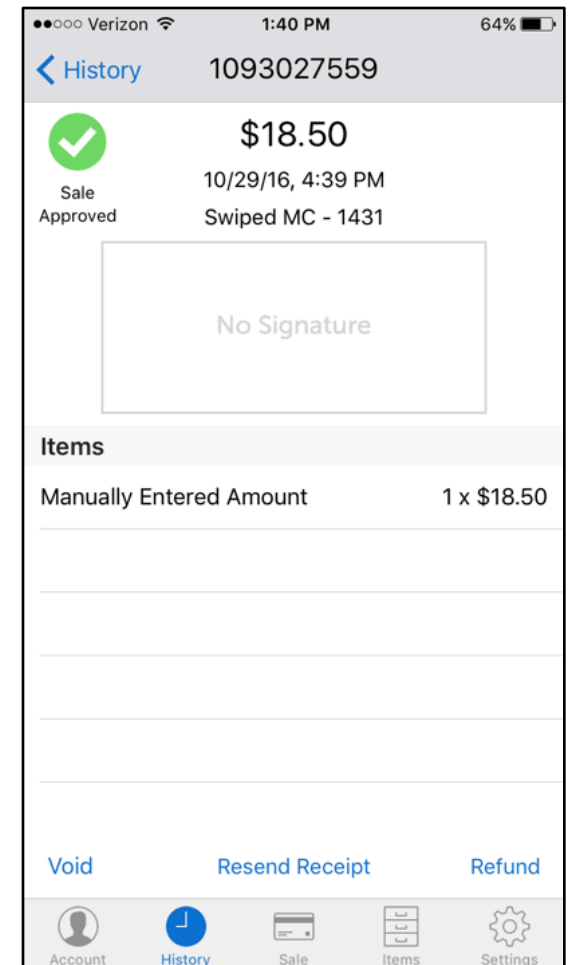 Verizon 1:40 PM 64%
History 1093027559
$18.50
10/29/16, 4:39 PM
Sale
Approved
Swiped MC - 1431
No Signature
Items
Manually Entered Amount 1 x $18.50
Void Resend Receipt Refund
Account History Sale Items Settings